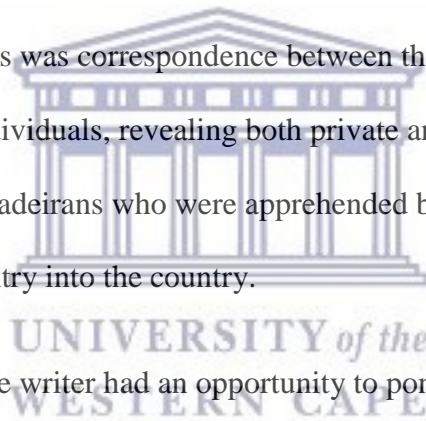 s was correspondence between th
dividuals, revealing both private an
adeirans who were apprehended b
try into the country.
UNIVERSITY of the
e writer had an opportunity to por
WESTERN CAPE